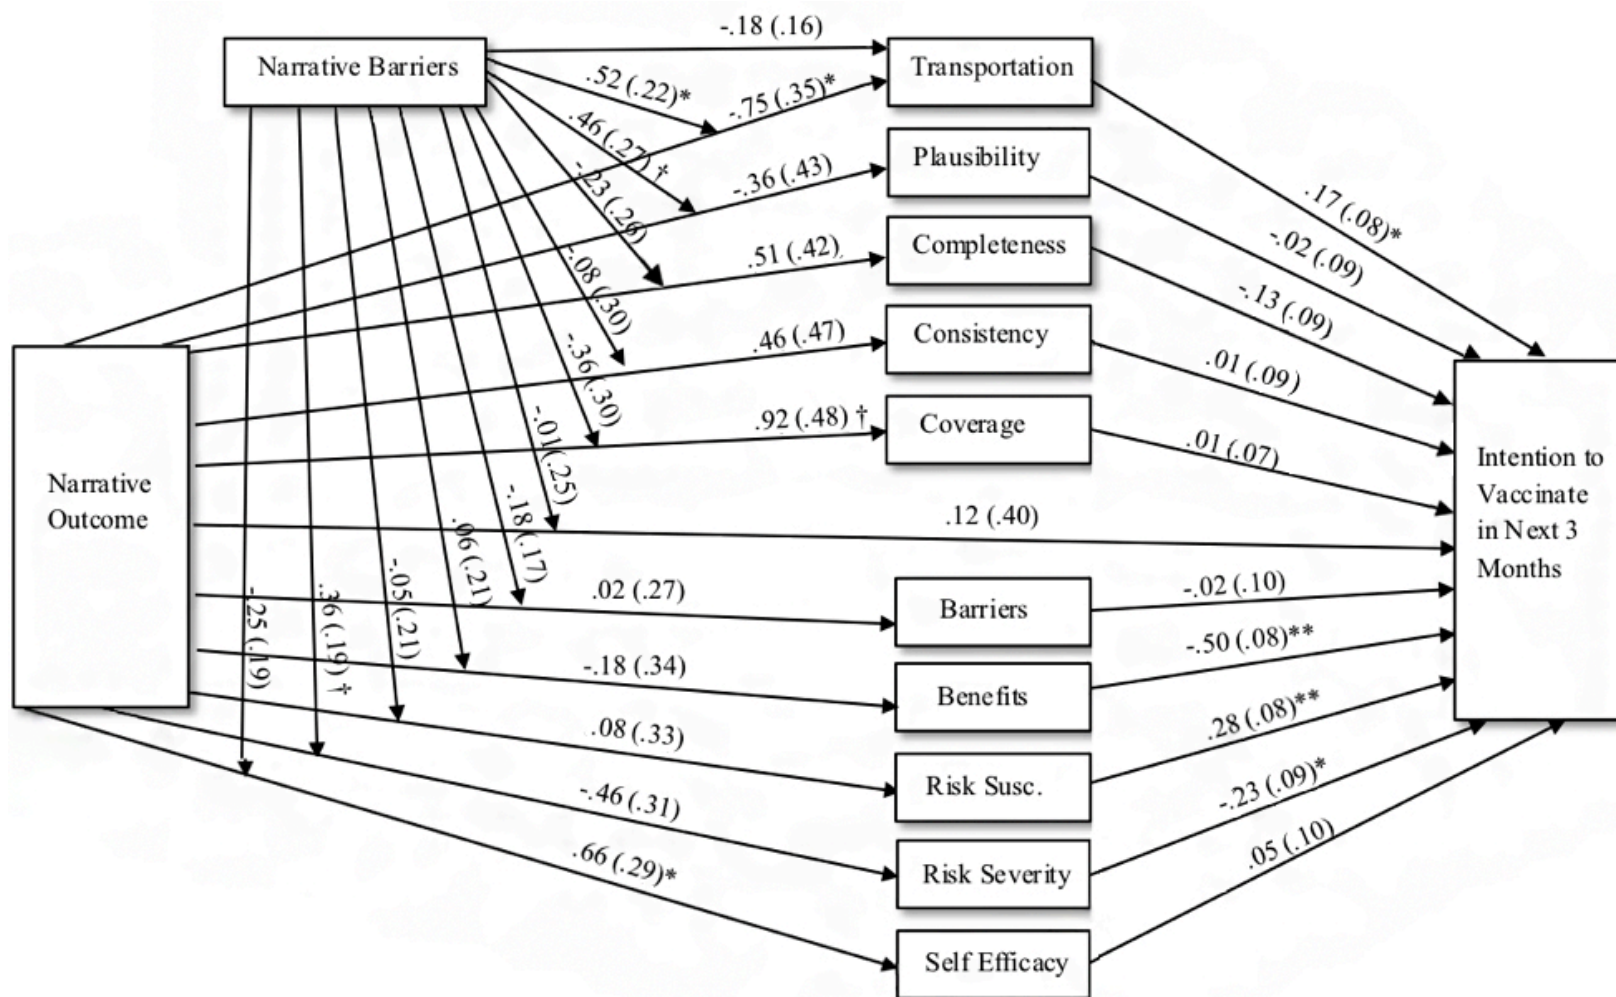 -.18 (.16)
Narrative Barriers
Transportation
.52 (.22)*
-.75 (.35)*
.46 (.27) †
-.36 (.43)
Plausibility
-.23 (.26)
.17 (.08)*
-.02 (.09)
.51 (.42)
Completeness
-.08 (.30)
-.13 (.09)
.46 (.47)
Consistency
-.36 (.30)
.01 (.09)
.92 (.48) †
Coverage
-.01 (.25)
.01 (.07)
Narrative
Outcome
Intention to
Vaccinate
in Next 3
Months
.12 (.40)
-.18 (.17)
.06 (.21)
-.05 (.21)
.36 (.19) †
-.25 (.19)
.02 (.27)
Barriers
-.02 (.10)
-.18 (.34)
Benefits
-.50 (.08)**
.08 (.33)
Risk Susc.
.28 (.08)**
-.46 (.31)
Risk Severity
-.23 (.09)*
.66 (.29)*
Self Efficacy
.05 (.10)